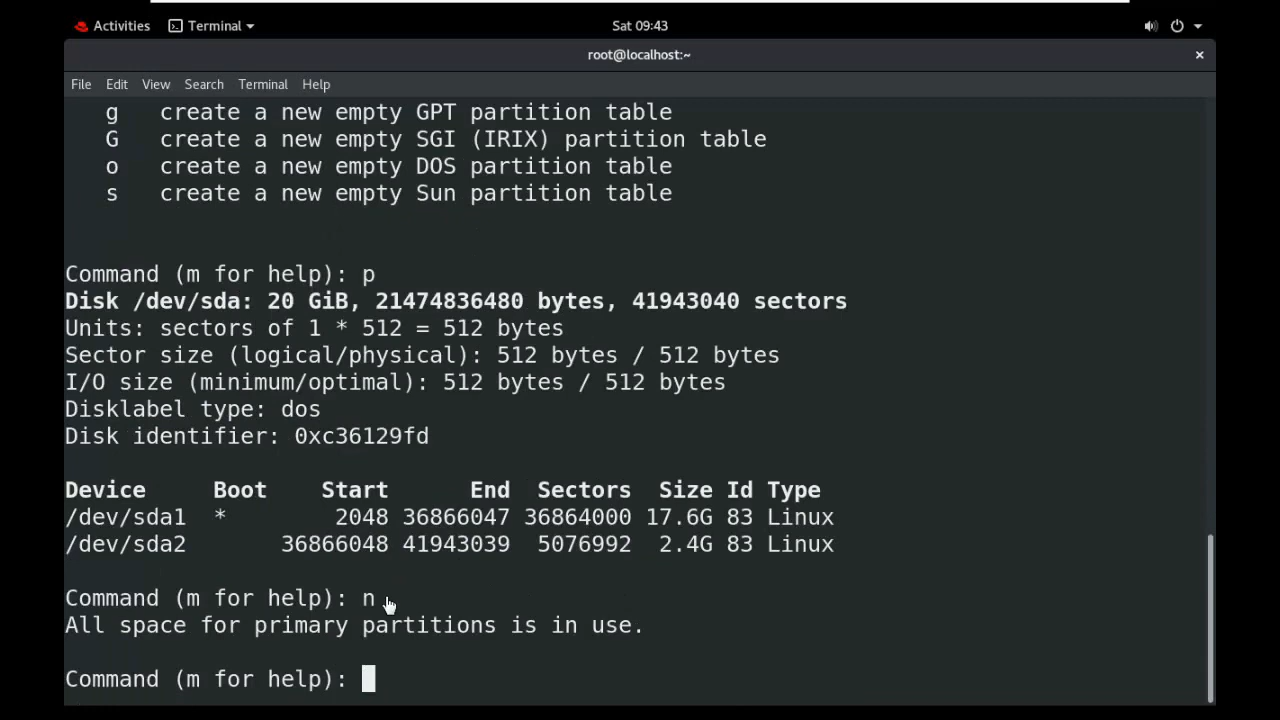 Activities Terminal Sat 09:43
root@localhost:~ ×
File Edit View Search Terminal Help
g create a new empty GPT partition table
G create a new empty SGI (IRIX) partition table
o create a new empty DOS partition table
s create a new empty Sun partition table
Command (m for help): p
Disk /dev/sda: 20 GiB, 21474836480 bytes, 41943040 sectors
Units: sectors of 1 * 512 = 512 bytes
Sector size (logical/physical): 512 bytes / 512 bytes
I/O size (minimum/optimal): 512 bytes / 512 bytes
Disklabel type: dos
Disk identifier: 0xc36129fd
Device Boot Start End Sectors Size Id Type
/dev/sda1 * 2048 36866047 36864000 17.6G 83 Linux
/dev/sda2 36866048 41943039 5076992 2.4G 83 Linux
Command (m for help): n
All space for primary partitions is in use.
Command (m for help):